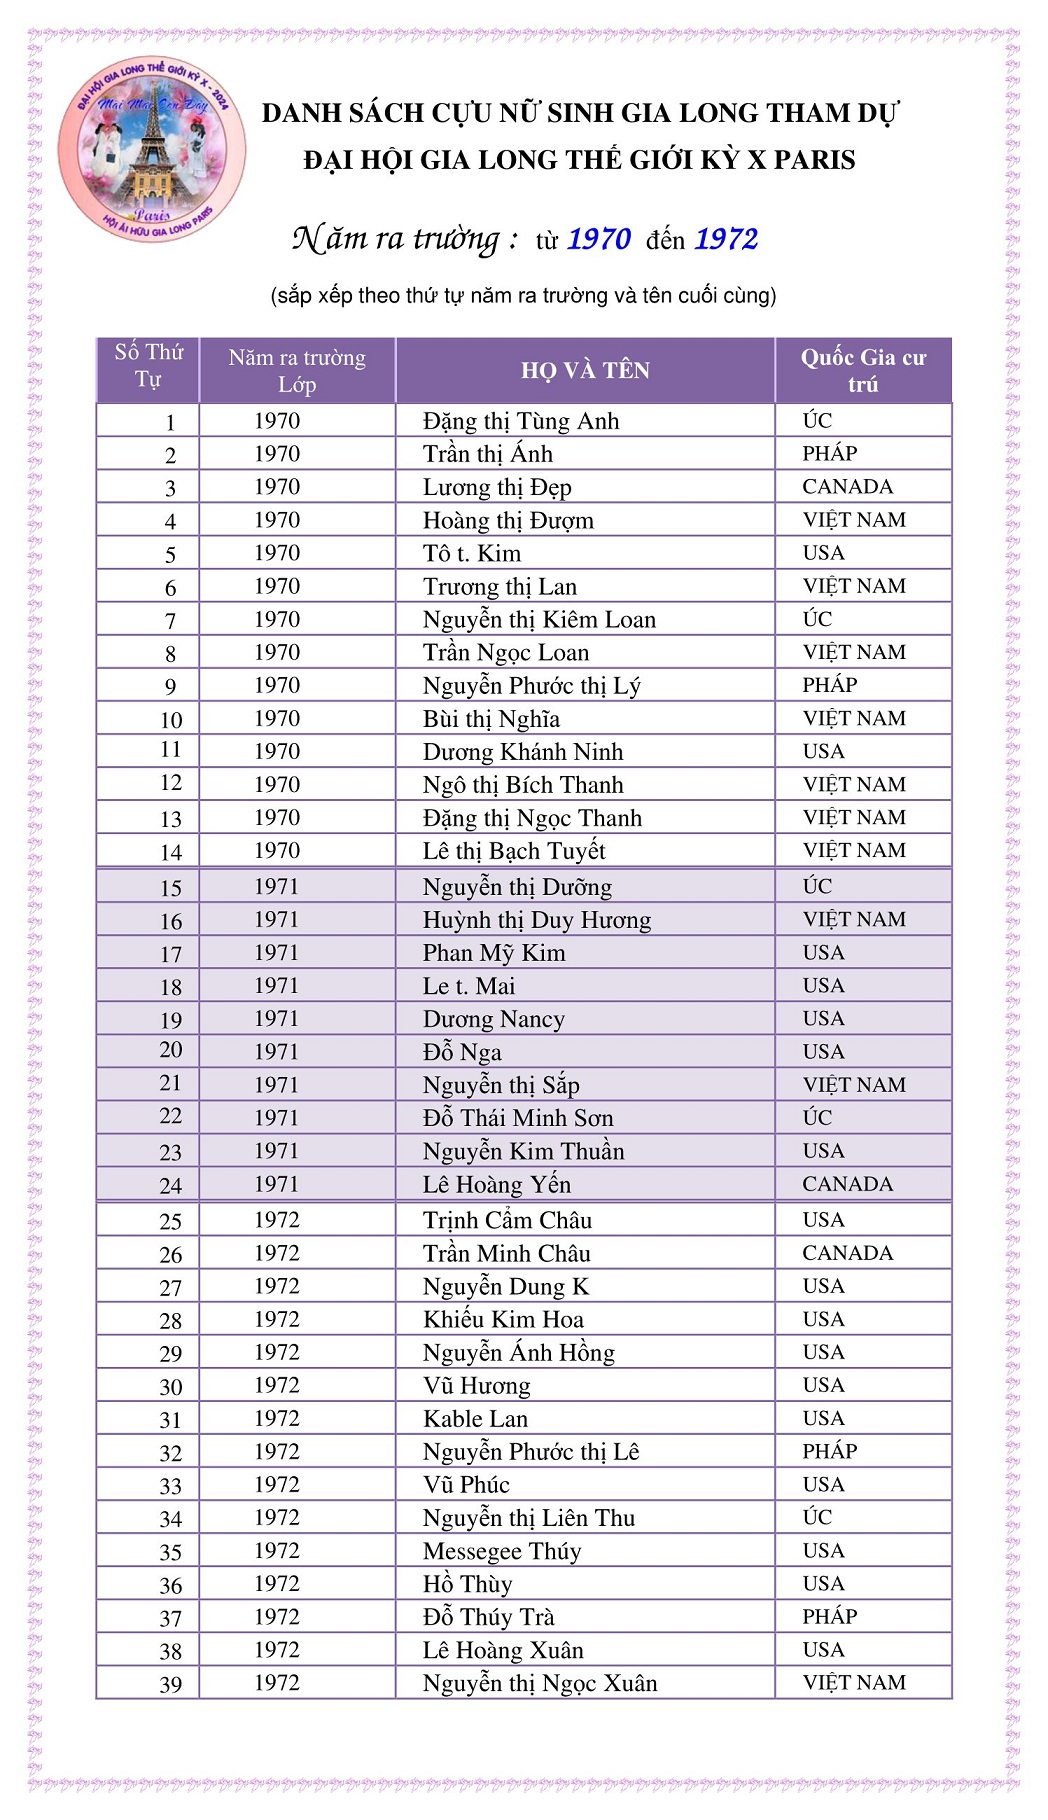 ĐẠI HỘI GIA LONG THẾ GIỚI KỲ X - 2024
Mãi Mãi Còn Đây
Paris
HỘI ÁI HỮU GIA LONG PARIS
DANH SÁCH CỰU NỮ SINH GIA LONG THAM DỰ
ĐẠI HỘI GIA LONG THẾ GIỚI KỲ X PARIS
Năm ra trường : từ 1970 đến 1972
(sắp xếp theo thứ tự năm ra trường và tên cuối cùng)
Số Thứ Tự Năm ra trường Lớp HỌ VÀ TÊN Quốc Gia cư trú
1 1970 Đặng thị Tùng Anh ÚC
2 1970 Trần thị Ánh PHÁP
3 1970 Lương thị Đẹp CANADA
4 1970 Hoàng thị Đượm VIỆT NAM
5 1970 Tô t. Kim USA
6 1970 Trương thị Lan VIỆT NAM
7 1970 Nguyễn thị Kiêm Loan ÚC
8 1970 Trần Ngọc Loan VIỆT NAM
9 1970 Nguyễn Phước thị Lý PHÁP
10 1970 Bùi thị Nghĩa VIỆT NAM
11 1970 Dương Khánh Ninh USA
12 1970 Ngô thị Bích Thanh VIỆT NAM
13 1970 Đặng thị Ngọc Thanh VIỆT NAM
14 1970 Lê thị Bạch Tuyết VIỆT NAM
15 1971 Nguyễn thị Dưỡng ÚC
16 1971 Huỳnh thị Duy Hương VIỆT NAM
17 1971 Phan Mỹ Kim USA
18 1971 Le t. Mai USA
19 1971 Dương Nancy USA
20 1971 Đỗ Nga USA
21 1971 Nguyễn thị Sắp VIỆT NAM
22 1971 Đỗ Thái Minh Sơn ÚC
23 1971 Nguyễn Kim Thuần USA
24 1971 Lê Hoàng Yến CANADA
25 1972 Trịnh Cẩm Châu USA
26 1972 Trần Minh Châu CANADA
27 1972 Nguyễn Dung K USA
28 1972 Khiếu Kim Hoa USA
29 1972 Nguyễn Ánh Hồng USA
30 1972 Vũ Hương USA
31 1972 Kable Lan USA
32 1972 Nguyễn Phước thị Lê PHÁP
33 1972 Vũ Phúc USA
34 1972 Nguyễn thị Liên Thu ÚC
35 1972 Messegee Thúy USA
36 1972 Hồ Thùy USA
37 1972 Đỗ Thúy Trà PHÁP
38 1972 Lê Hoàng Xuân USA
39 1972 Nguyễn thị Ngọc Xuân VIỆT NAM